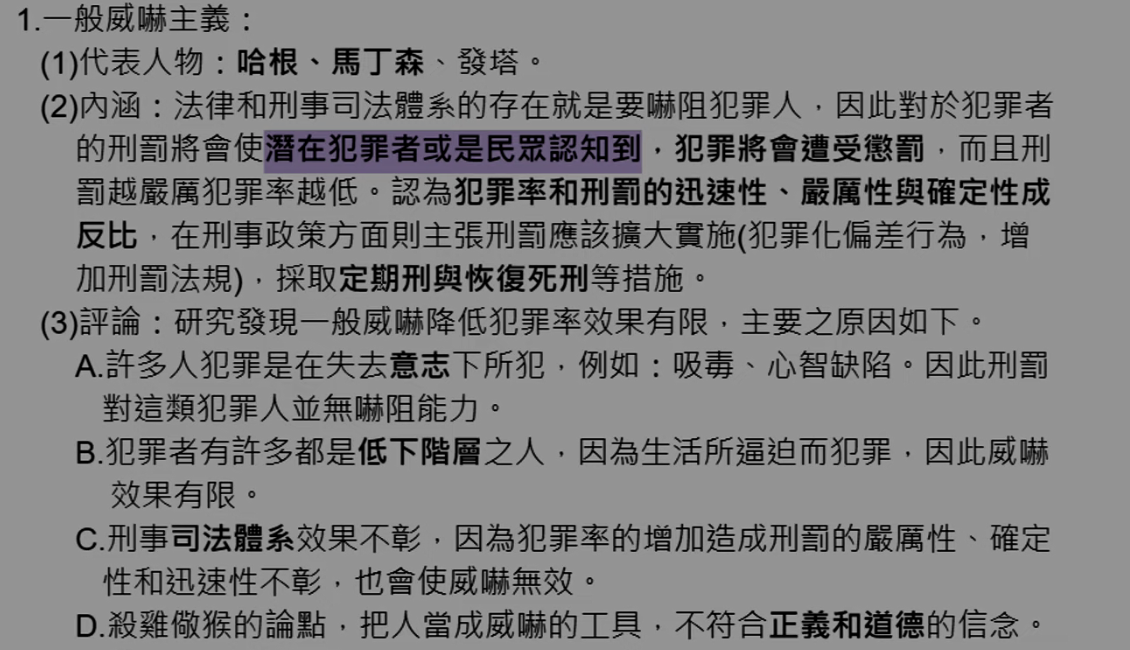 1.一般威嚇主義：
(1)代表人物：哈根、馬丁森、發塔。
(2)內涵：法律和刑事司法體系的存在就是要嚇阻犯罪人，因此對於犯罪者
的刑罰將會使潛在犯罪者或是民眾認知到，犯罪將會遭受懲罰，而且刑
罰越嚴厲犯罪率越低。認為犯罪率和刑罰的迅速性、嚴厲性與確定性成
反比，在刑事政策方面則主張刑罰應該擴大實施(犯罪化偏差行為，增
加刑罰法規)，採取定期刑與恢復死刑等措施。
(3)評論：研究發現一般威嚇降低犯罪率效果有限，主要之原因如下。
A.許多人犯罪是在失去意志下所犯，例如：吸毒、心智缺陷。因此刑罰
對這類犯罪人並無嚇阻能力。
B.犯罪者有許多都是低下階層之人，因為生活所逼迫而犯罪，因此威嚇
效果有限。
C.刑事司法體系效果不彰，因為犯罪率的增加造成刑罰的嚴厲性、確定
性和迅速性不彰，也會使威嚇無效。
D.殺雞儆猴的論點，把人當成威嚇的工具，不符合正義和道德的信念。